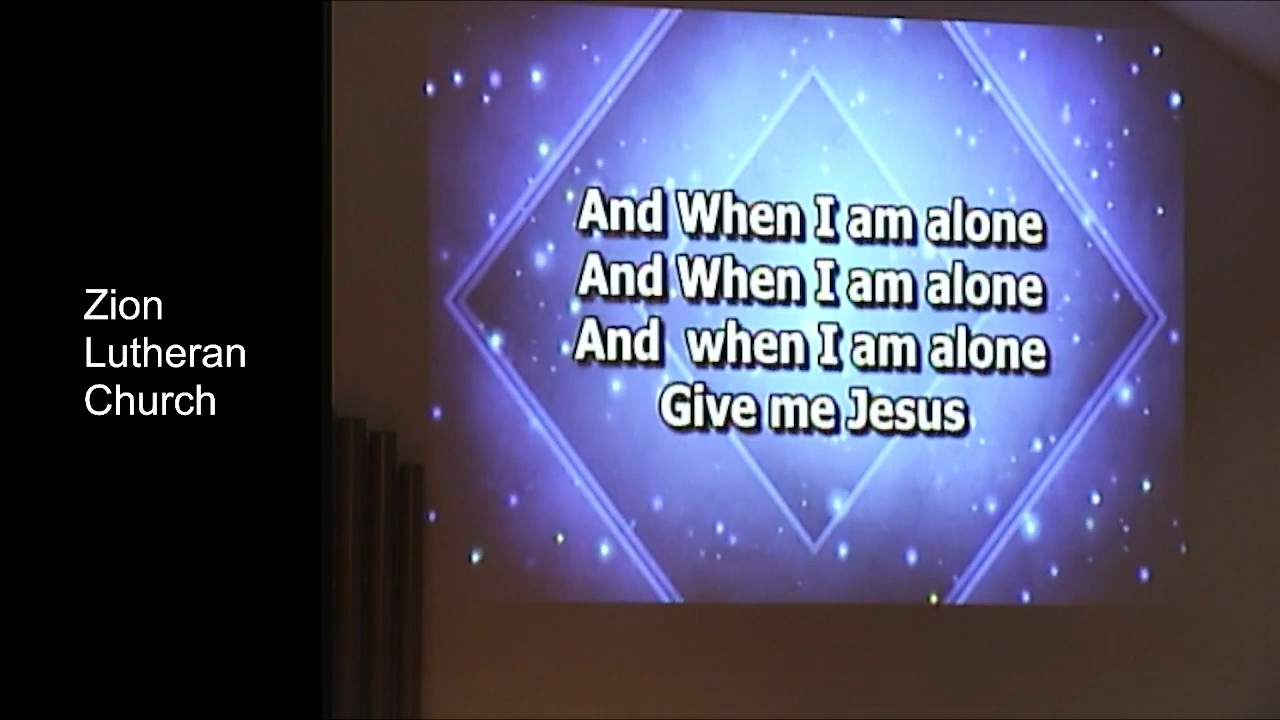 Zion
Lutheran
Church
And When I am alone
And When I am alone
And  when I am alone
Give me Jesus